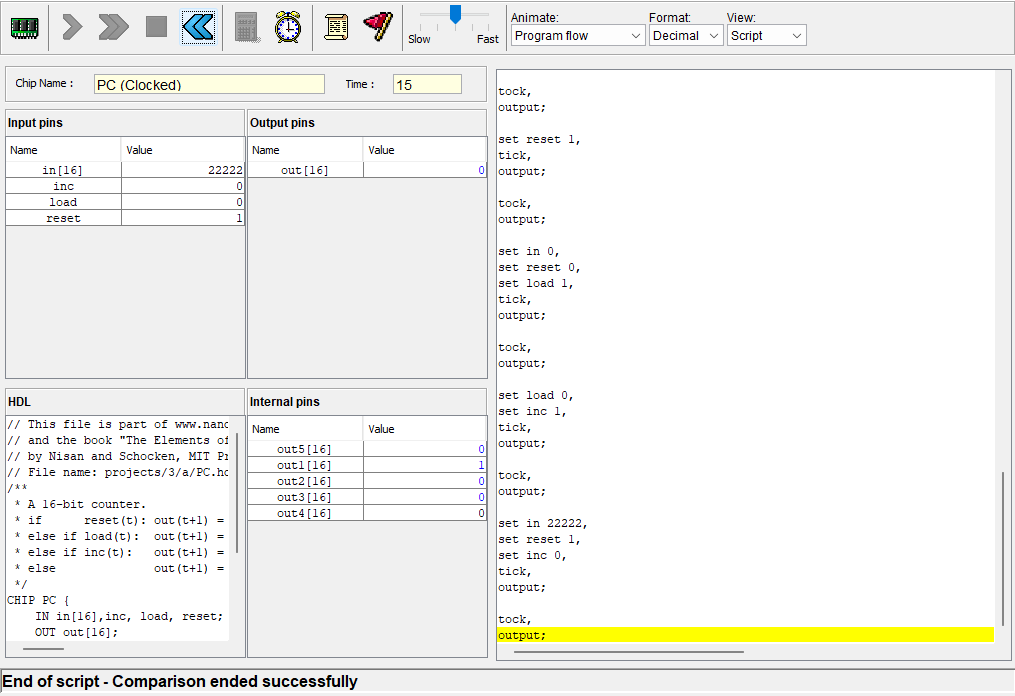 Slow
Fast
Animate:
Program flow
Format:
Decimal
View:
Script
Chip Name :
PC (Clocked)
Time :
15
Input pins
Name Value
in[16] 22222
inc 0
load 0
reset 1
Output pins
Name Value
out[16] 0
HDL
// This file is part of www.nand
// and the book "The Elements of
// by Nisan and Schocken, MIT Pr
// File name: projects/3/a/PC.hd
/**
* A 16-bit counter.
* if reset(t): out(t+1) =
* else if load(t): out(t+1) =
* else if inc(t): out(t+1) =
* else out(t+1) =
*/
CHIP PC {
IN in[16],inc, load, reset;
OUT out[16];
Internal pins
Name Value
out5[16] 0
out1[16] 1
out2[16] 0
out3[16] 0
out4[16] 0
tock,
output;
set reset 1,
tick,
output;
tock,
output;
set in 0,
set reset 0,
set load 1,
tick,
output;
tock,
output;
set load 0,
set inc 1,
tick,
output;
tock,
output;
set in 22222,
set reset 1,
set inc 0,
tick,
output;
tock,
output;
End of script - Comparison ended successfully